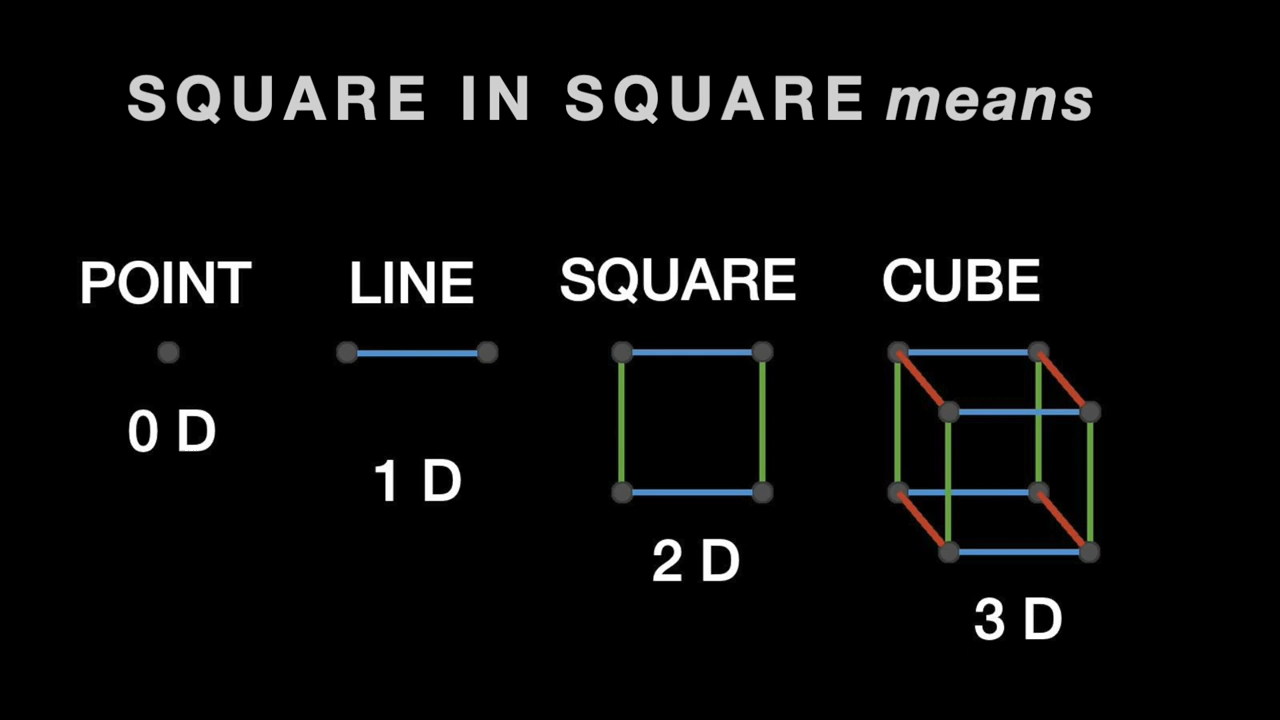 SQUARE IN SQUARE means
POINT LINE SQUARE CUBE
0 D
1 D
2 D
3 D